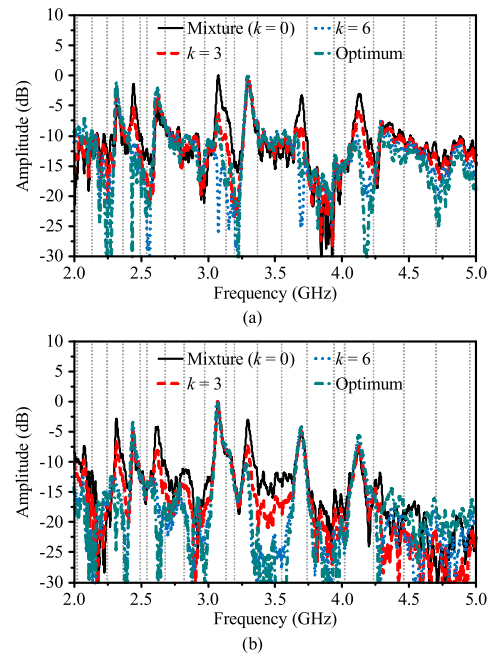 10
0
-5
-10
-15
-20
-25
-30
Amplitude (dB)
Mixture (k = 0)
k = 6
k = 3
Optimum
2.0 2.5 3.0 3.5 4.0 4.5 5.0
Frequency (GHz)
(a)
10
5
0
-5
-10
-15
-20
-25
-30
Amplitude (dB)
Mixture (k = 0)
k = 6
k = 3
Optimum
2.0 2.5 3.0 3.5 4.0 4.5 5.0
Frequency (GHz)
(b)